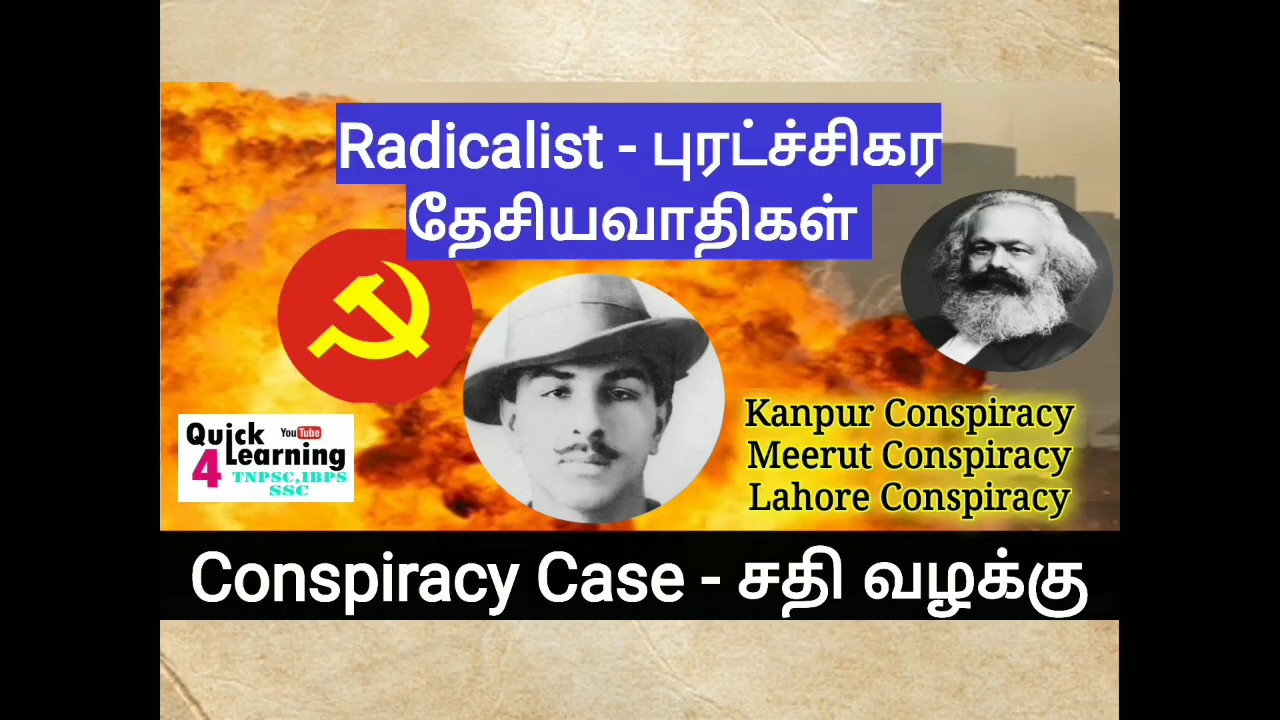 Radicalist - புரட்ச்சிகர
தேசியவாதிகள்
Kanpur Conspiracy
Meerut Conspiracy
Lahore Conspiracy
Quick YouTube
4 Learning
TNPSC,IBPS
SSC
Conspiracy Case - சதி வழக்கு